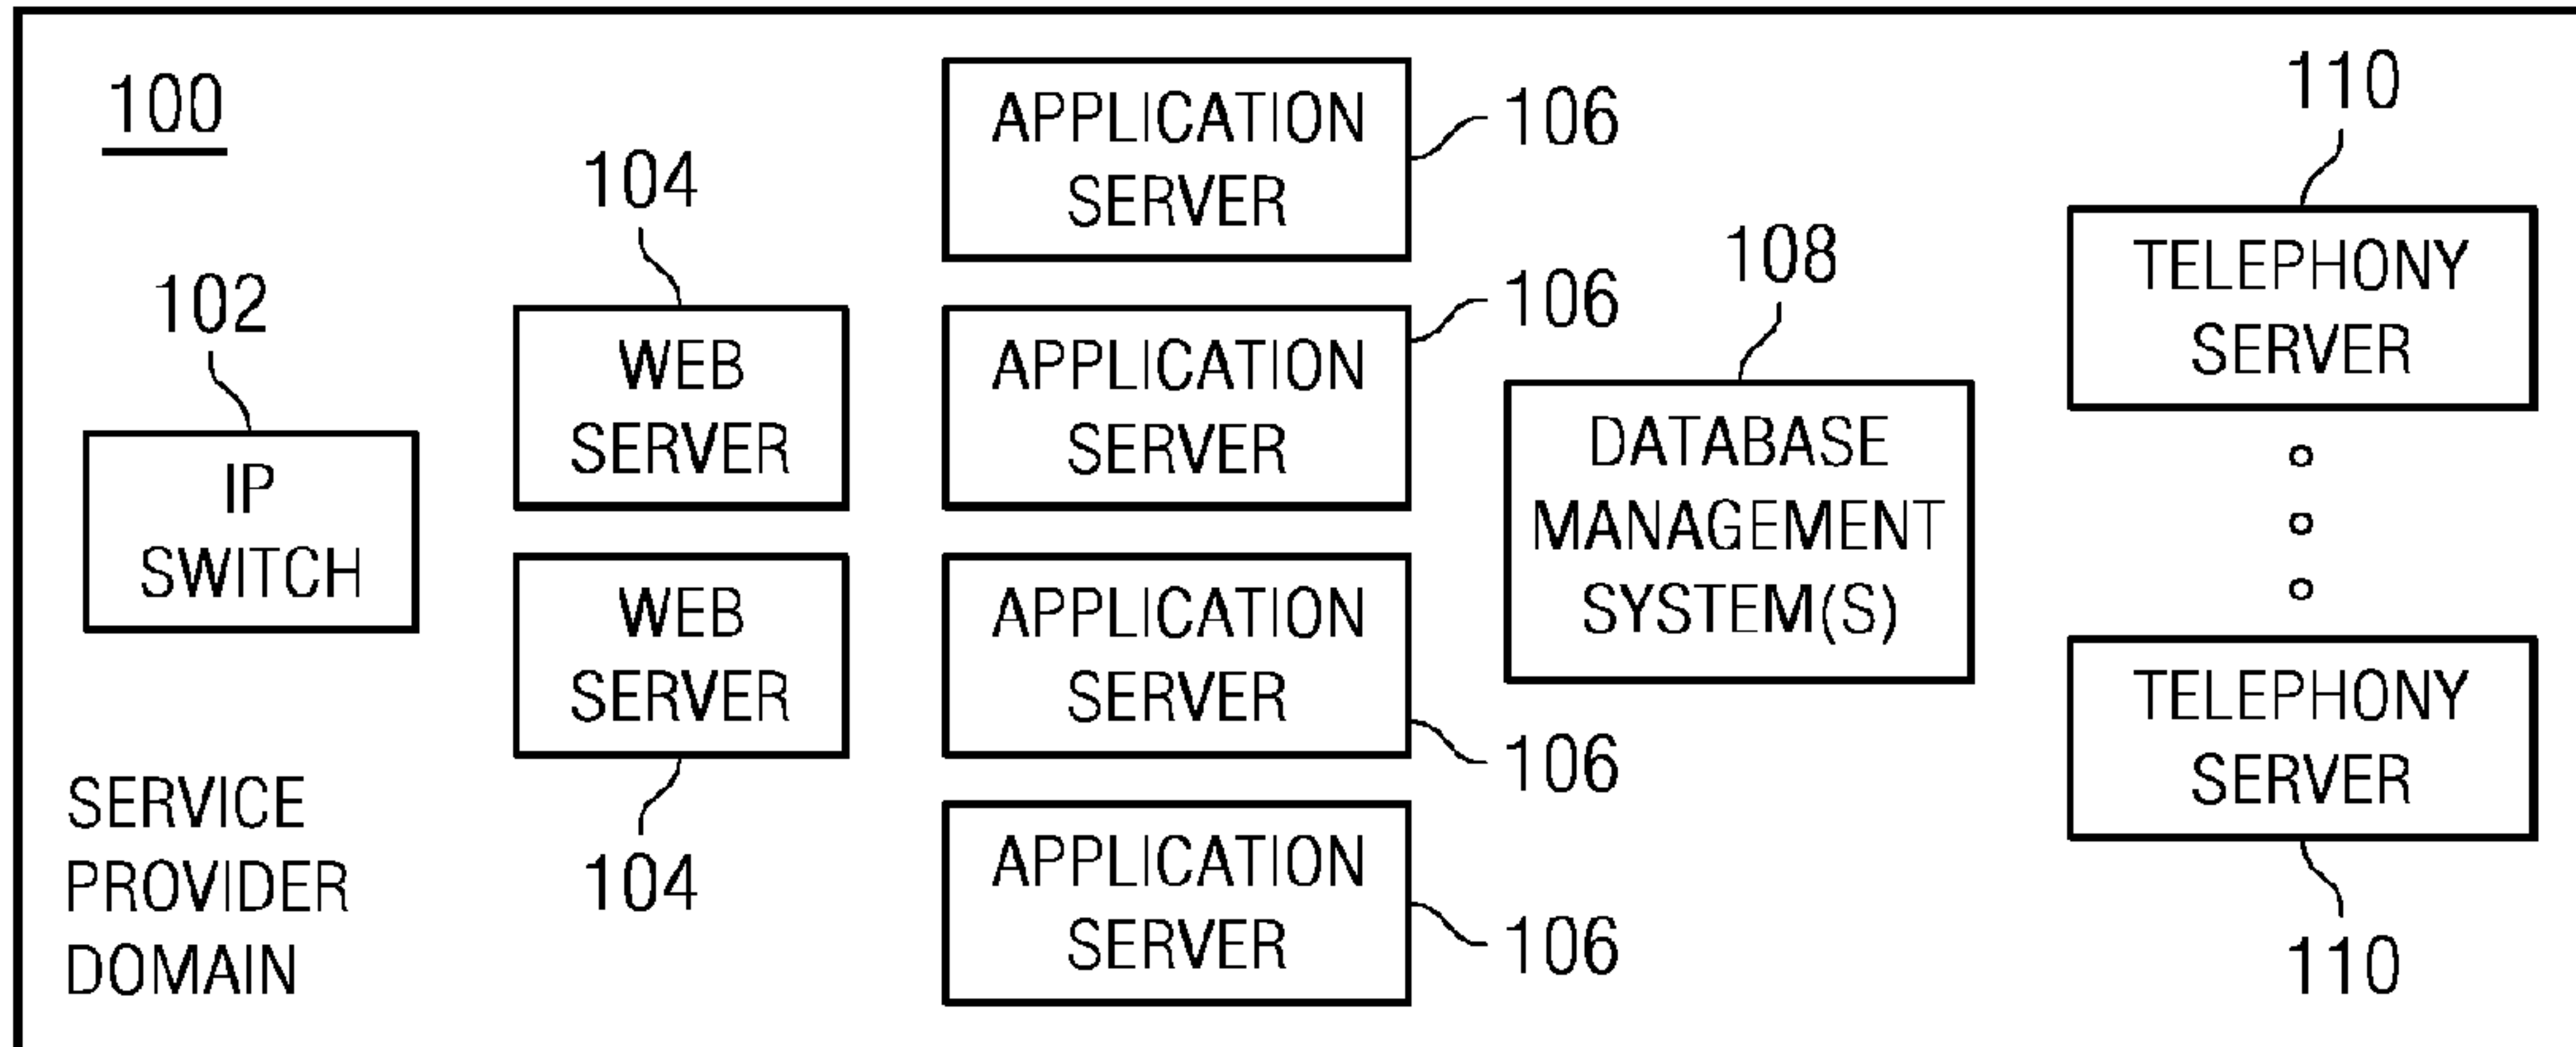 100
102
IP
SWITCH
SERVICE
PROVIDER
DOMAIN
104
WEB
SERVER
WEB
SERVER
104
APPLICATION
SERVER
106
APPLICATION
SERVER
106
APPLICATION
SERVER
106
APPLICATION
SERVER
106
108
DATABASE
MANAGEMENT
SYSTEM(S)
110
TELEPHONY
SERVER
TELEPHONY
SERVER
110